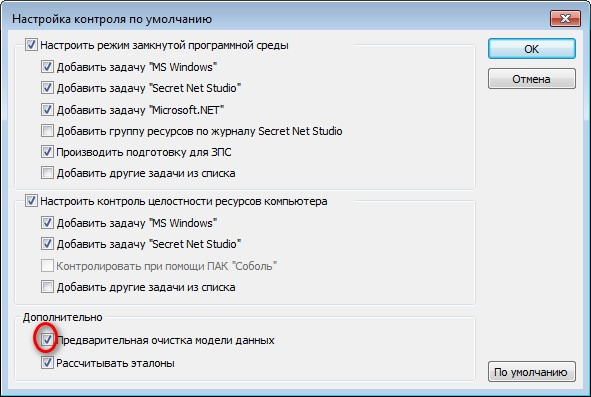 Настройка контроля по умолчанию
Настроить режим замкнутой программной среды
Добавить задачу "MS Windows"
Добавить задачу "Secret Net Studio"
Добавить задачу "Microsoft.NET"
Добавить группу ресурсов по журналу Secret Net Studio
Производить подготовку для ЗПС
Добавить другие задачи из списка
Настроить контроль целостности ресурсов компьютера
Добавить задачу "MS Windows"
Добавить задачу "Secret Net Studio"
Контролировать при помощи ПАК "Соболь"
Добавить другие задачи из списка
Дополнительно
Предварительная очистка модели данных
Рассчитывать эталоны
ОК
Отмена
По умолчанию